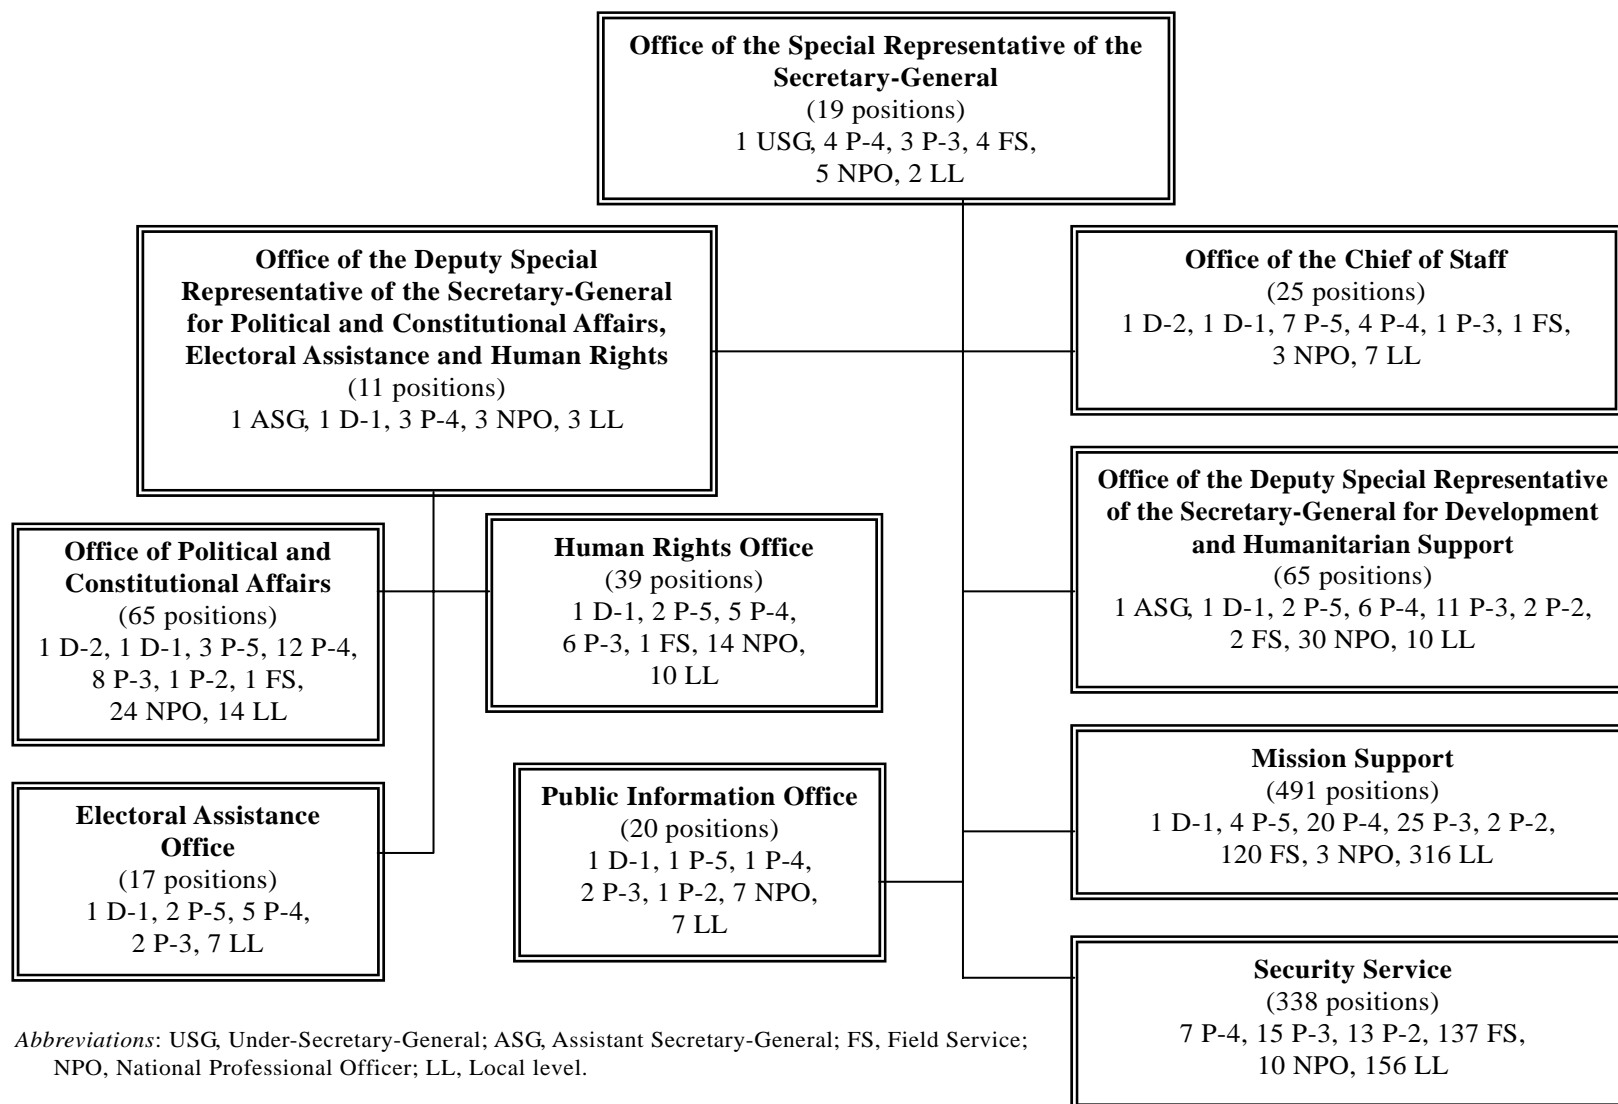 Office of the Special Representative of the
Secretary-General
(19 positions)
1 USG, 4 P-4, 3 P-3, 4 FS,
5 NPO, 2 LL
Office of the Deputy Special
Representative of the Secretary-General
for Political and Constitutional Affairs,
Electoral Assistance and Human Rights
(11 positions)
1 ASG, 1 D-1, 3 P-4, 3 NPO, 3 LL
Office of the Chief of Staff
(25 positions)
1 D-2, 1 D-1, 7 P-5, 4 P-4, 1 P-3, 1 FS,
3 NPO, 7 LL
Office of Political and
Constitutional Affairs
(65 positions)
1 D-2, 1 D-1, 3 P-5, 12 P-4,
8 P-3, 1 P-2, 1 FS,
24 NPO, 14 LL
Human Rights Office
(39 positions)
1 D-1, 2 P-5, 5 P-4,
6 P-3, 1 FS, 14 NPO,
10 LL
Office of the Deputy Special Representative
of the Secretary-General for Development
and Humanitarian Support
(65 positions)
1 ASG, 1 D-1, 2 P-5, 6 P-4, 11 P-3, 2 P-2,
2 FS, 30 NPO, 10 LL
Electoral Assistance
Office
(17 positions)
1 D-1, 2 P-5, 5 P-4,
2 P-3, 7 LL
Public Information Office
(20 positions)
1 D-1, 1 P-5, 1 P-4,
2 P-3, 1 P-2, 7 NPO,
7 LL
Mission Support
(491 positions)
1 D-1, 4 P-5, 20 P-4, 25 P-3, 2 P-2,
120 FS, 3 NPO, 316 LL
Security Service
(338 positions)
7 P-4, 15 P-3, 13 P-2, 137 FS,
10 NPO, 156 LL
Abbreviations: USG, Under-Secretary-General; ASG, Assistant Secretary-General; FS, Field Service;
NPO, National Professional Officer; LL, Local level.